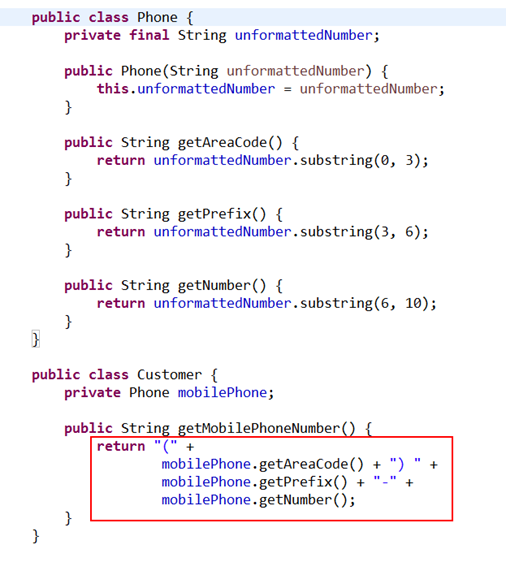 public class Phone {
    private final String unformattedNumber;

    public Phone(String unformattedNumber) {
        this.unformattedNumber = unformattedNumber;
    }

    public String getAreaCode() {
        return unformattedNumber.substring(0, 3);
    }

    public String getPrefix() {
        return unformattedNumber.substring(3, 6);
    }

    public String getNumber() {
        return unformattedNumber.substring(6, 10);
    }
}

public class Customer {
    private Phone mobilePhone;

    public String getMobilePhoneNumber() {
        return "(" +
                mobilePhone.getAreaCode() + ") " +
                mobilePhone.getPrefix() + "-" +
                mobilePhone.getNumber();
    }
}